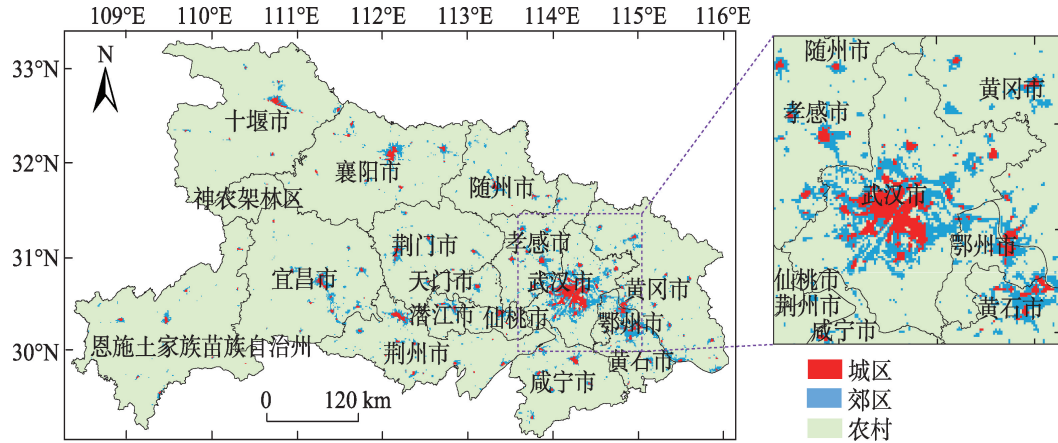 109°E 110°E 111°E 112°E 113°E 114°E 115°E 116°E
33°N
32°N
31°N
30°N
N
十堰市
襄阳市
随州市
神农架林区
荆门市
孝感市
宜昌市
天门市
武汉市
黄冈市
潜江市
仙桃市
鄂州市
恩施土家族苗族自治州
荆州市
黄石市
咸宁市
0 120 km
随州市
黄冈市
孝感市
武汉市
鄂州市
仙桃市
荆州市
黄石市
咸宁市
城区
郊区
农村